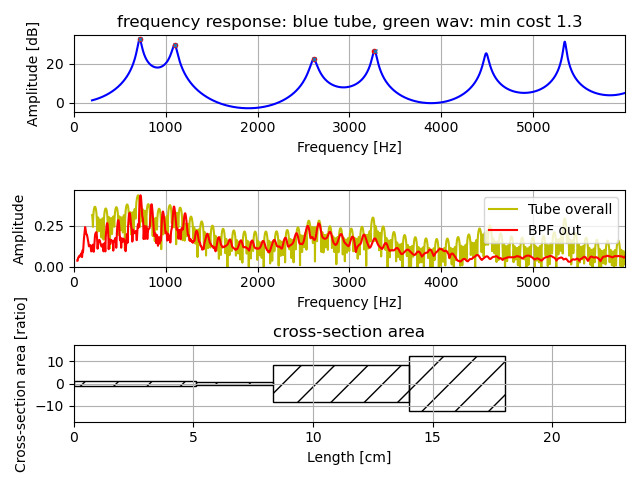 frequency response: blue tube, green wav: min cost 1.3
Amplitude [dB]
20
0
0 1000 2000 3000 4000 5000
Frequency [Hz]
Amplitude
0.25
0.00
Tube overall
BPF out
0 1000 2000 3000 4000 5000
Frequency [Hz]
cross-section area
Cross-section area [ratio]
10
0
−10
0 5 10 15 20
Length [cm]